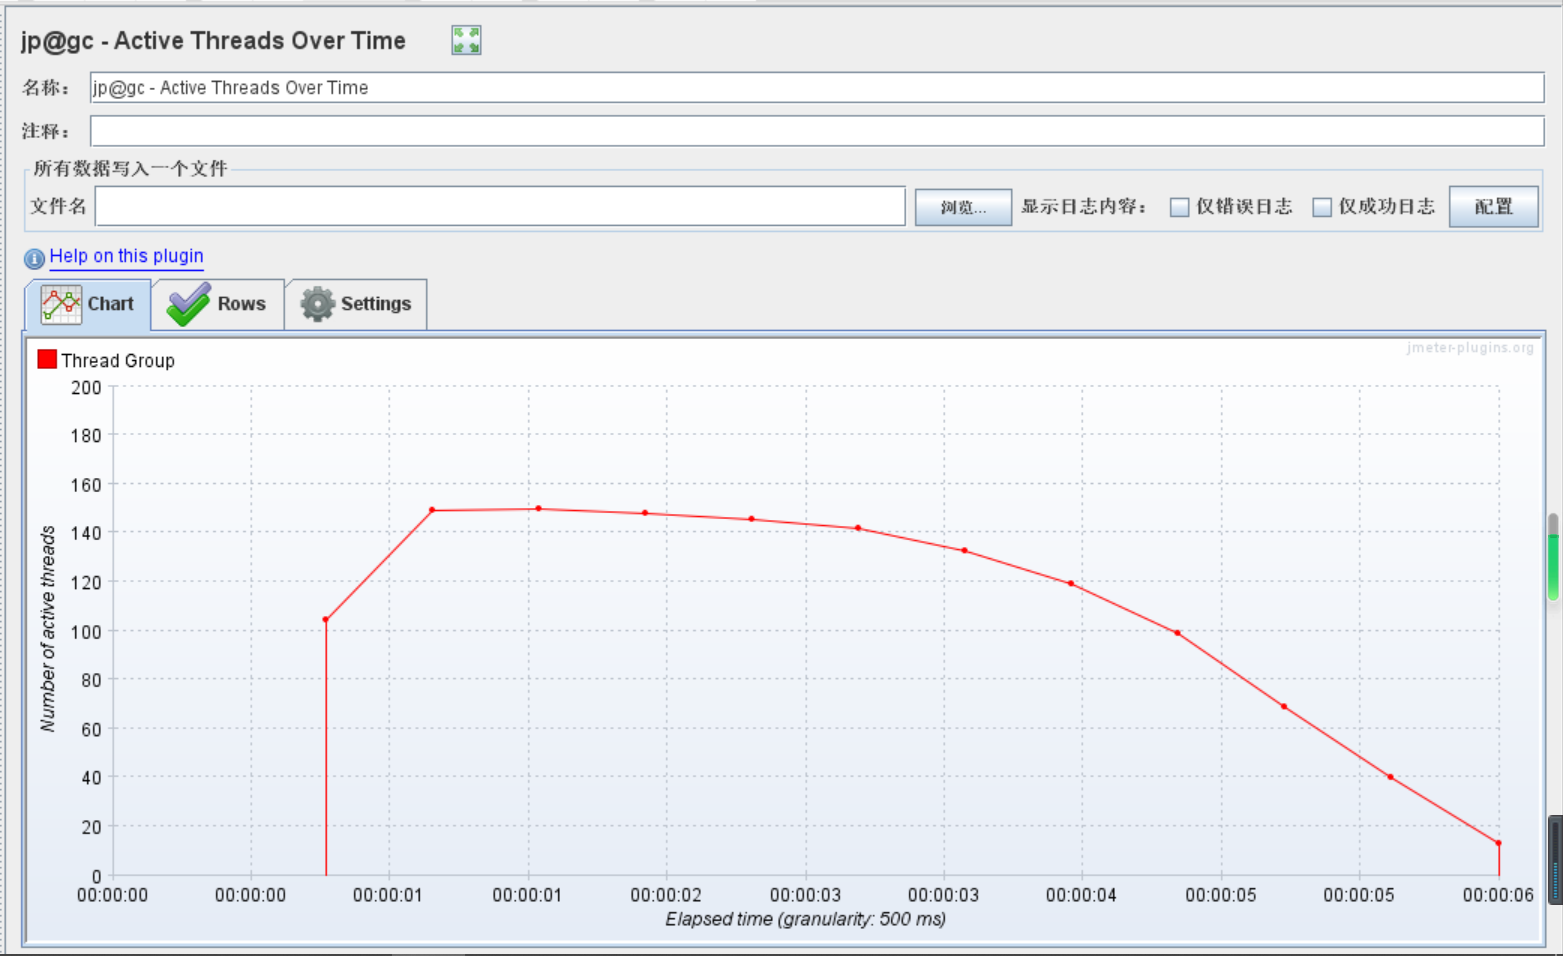 jp@gc - Active Threads Over Time
名称： jp@gc - Active Threads Over Time
注释：
所有数据写入一个文件
文件名 浏览... 显示日志内容： 仅错误日志 仅成功日志 配置
Help on this plugin
Chart Rows Settings
jmeter-plugins.org
Thread Group
200
180
160
140
120
100
80
60
40
20
0
Number of active threads
00:00:00 00:00:00 00:00:01 00:00:01 00:00:02 00:00:03 00:00:03 00:00:04 00:00:05 00:00:05 00:00:06
Elapsed time (granularity: 500 ms)